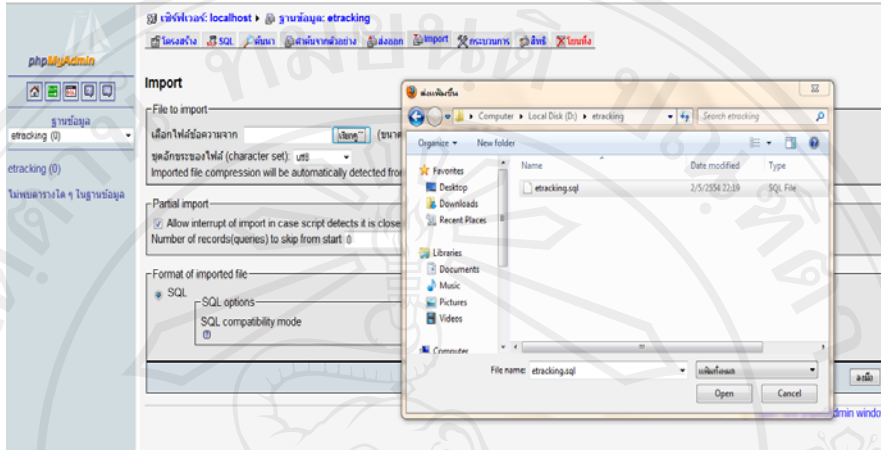 เซิร์ฟเวอร์: localhost ▸ ฐานข้อมูล: etracking
โครงสร้าง SQL ค้นหา คำค้นจากตัวอย่าง ส่งออก Import กระบวนการ สิทธิ โยนทิ้ง
phpMyAdmin
ฐานข้อมูล
etracking (0)
etracking (0)
ไม่พบตารางใด ๆ ในฐานข้อมูล
Import
File to import
เลือกไฟล์ข้อความจาก เรียกดู (ขนาด
ชุดอักขระของไฟล์ (character set): utf8
Imported file compression will be automatically detected from
Partial import
Allow interrupt of import in case script detects it is close
Number of records(queries) to skip from start 0
Format of imported file
SQL
SQL options
SQL compatibility mode
ส่งแฟ้มขึ้น
Computer ▸ Local Disk (D:) ▸ etracking
Search etracking
Organize New folder
Favorites
Desktop
Downloads
Recent Places
Libraries
Documents
Music
Pictures
Videos
Computer
Name Date modified Type
etracking.sql 2/5/2554 22:19 SQL File
File name: etracking.sql แฟ้มทั้งหมด
Open Cancel
ลงมือ
dmin windo